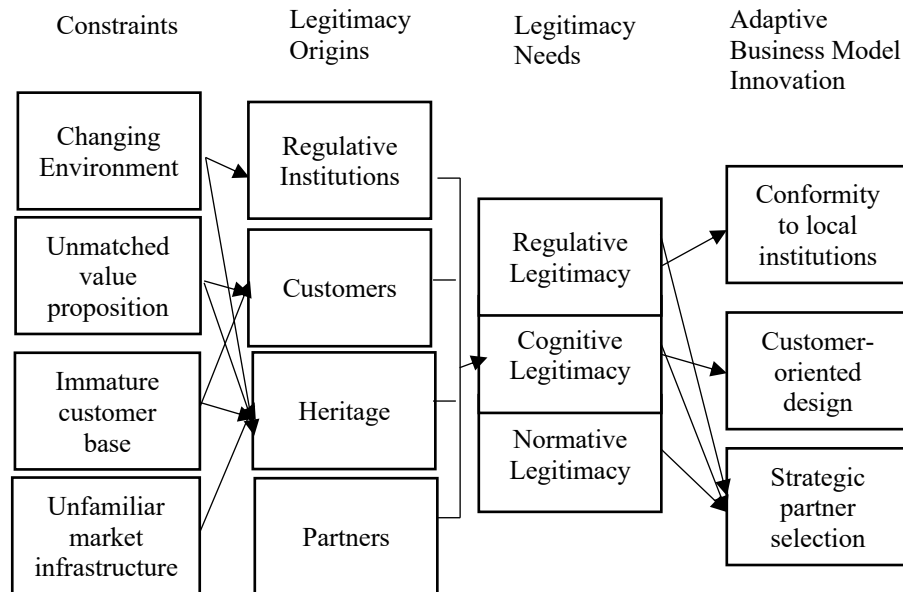 Constraints
Legitimacy
Origins
Legitimacy
Needs
Adaptive
Business Model
Innovation
Changing
Environment
Unmatched
value
proposition
Immature
customer
base
Unfamiliar
market
infrastructure
Regulative
Institutions
Customers
Heritage
Partners
Regulative
Legitimacy
Cognitive
Legitimacy
Normative
Legitimacy
Conformity
to local
institutions
Customer-
oriented
design
Strategic
partner
selection